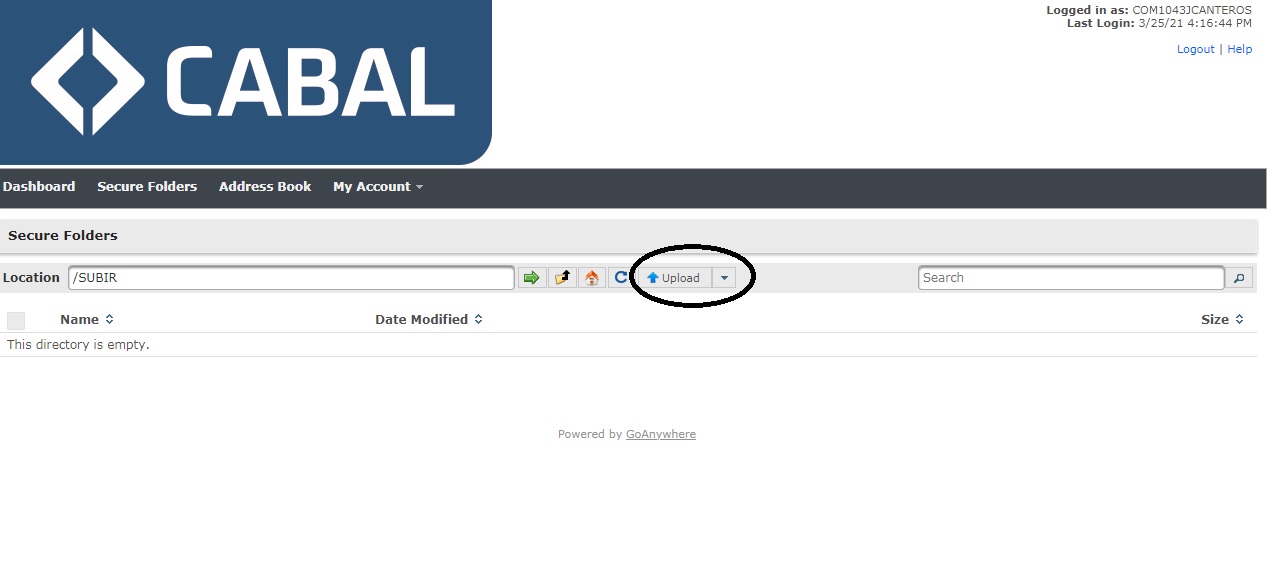 CABAL
Logged in as: COM1043JCANTEROS
Last Login: 3/25/21 4:16:44 PM
Logout | Help
Dashboard Secure Folders Address Book My Account
Secure Folders
Location /SUBIR Upload Search
Name Date Modified Size
This directory is empty.
Powered by GoAnywhere